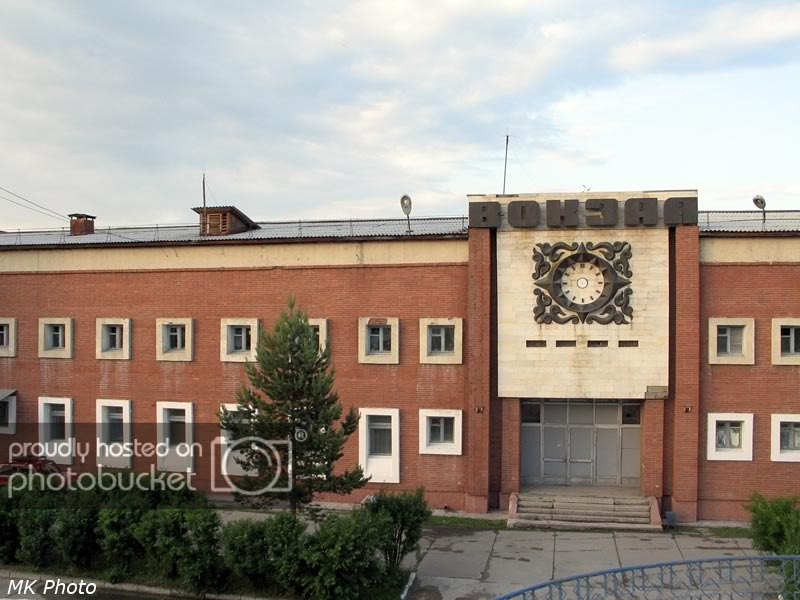 ВОКЗАЛ
proudly hosted on
photobucket
®
MK Photo